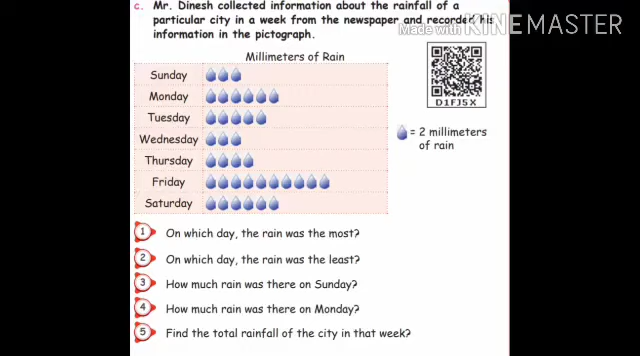 c. Mr. Dinesh collected information about the rainfall of a
particular city in a week from the newspaper and recorded his
information in the pictograph.
Made with KINEMASTER
Millimeters of Rain
Sunday
Monday
Tuesday
Wednesday
Thursday
Friday
Saturday
D1FJ5X
= 2 millimeters
of rain
1 On which day, the rain was the most?
2 On which day, the rain was the least?
3 How much rain was there on Sunday?
4 How much rain was there on Monday?
5 Find the total rainfall of the city in that week?